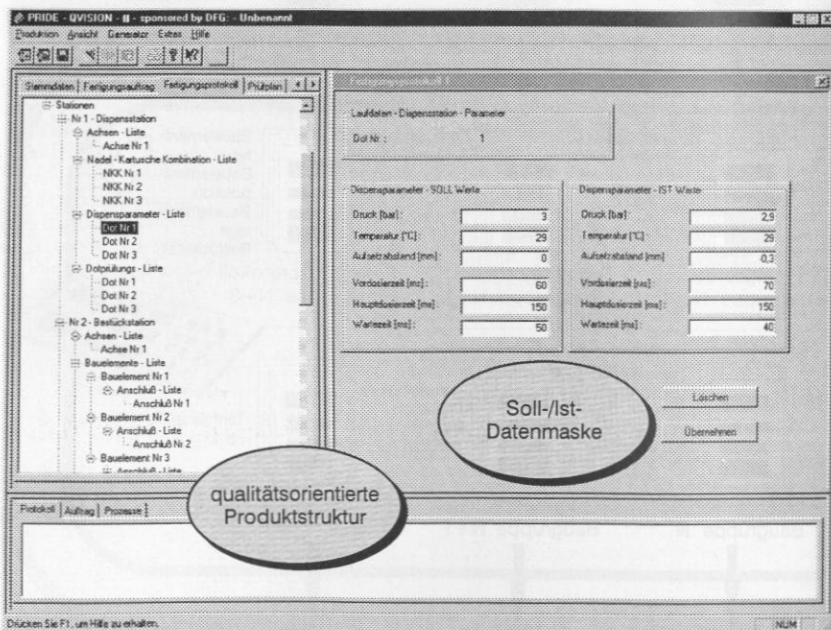 PRIDE - QVISION - II - sponsored by DFG: - Unbenannt
Produktion Ansicht Generator Extras Hilfe
Stammdaten Fertigungsauftrag Fertigungsprotokoll Prüfplan
Stationen
Nr 1 - Dispensstation
Achsen - Liste
Achse Nr 1
Nadel - Kartusche Kombination - Liste
NKK Nr 1
NKK Nr 2
NKK Nr 3
Dispensparameter - Liste
Dot Nr 1
Dot Nr 2
Dot Nr 3
Dotprüfungs - Liste
Dot Nr 1
Dot Nr 2
Dot Nr 3
Nr 2 - Bestückstation
Achsen - Liste
Achse Nr 1
Bauelemente - Liste
Bauelement Nr 1
Anschluß - Liste
Anschluß Nr 1
Bauelement Nr 2
Anschluß - Liste
Anschluß Nr 2
Bauelement Nr 3
Anschluß - Liste
Fertigungsprotokoll 1
Laufdaten - Dispensstation - Parameter
Dot Nr : 1
Dispensparameter - SOLL Werte
Druck [bar] : 3
Temperatur [°C] : 29
Aufsetzabstand [mm] : 0
Vordosierzeit [ms] : 60
Hauptdosierzeit [ms] : 150
Wartezeit [ms] : 50
Dispensparameter - IST Werte
Druck [bar] : 2,9
Temperatur [°C] : 29
Aufsetzabstand [mm] : -0,3
Vordosierzeit [ms] : 70
Hauptdosierzeit [ms] : 150
Wartezeit [ms] : 40
Löschen
Übernehmen
Soll-/Ist-
Datenmaske
qualitätsorientierte
Produktstruktur
Protokoll Auftrag Prozesse
Drücken Sie F1, um Hilfe zu erhalten.
NUM